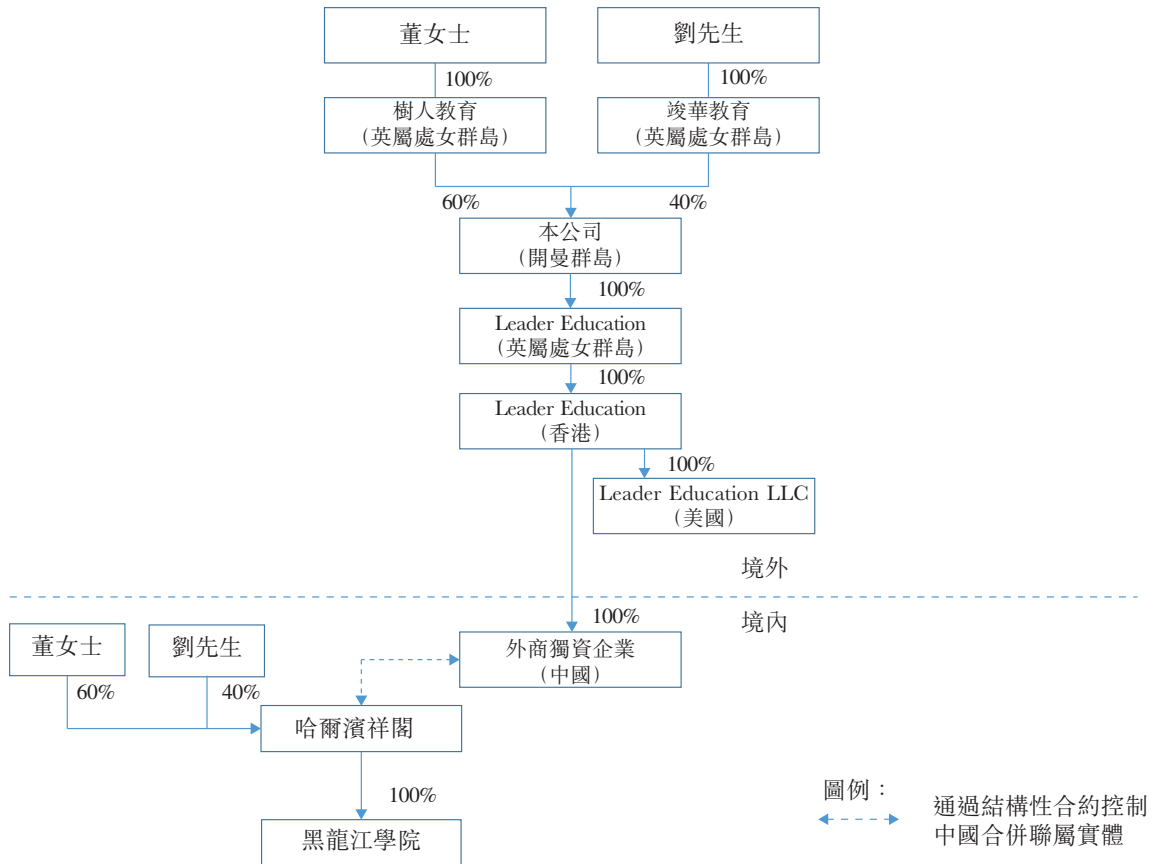 董女士
劉先生
100%
100%
樹人教育
（英屬處女群島）
竣華教育
（英屬處女群島）
60%
40%
本公司
（開曼群島）
100%
Leader Education
（英屬處女群島）
100%
Leader Education
（香港）
100%
Leader Education LLC
（美國）
境外
100%
境內
董女士
劉先生
外商獨資企業
（中國）
60%
40%
哈爾濱祥閣
100%
黑龍江學院
圖例：
通過結構性合約控制
中國合併聯屬實體